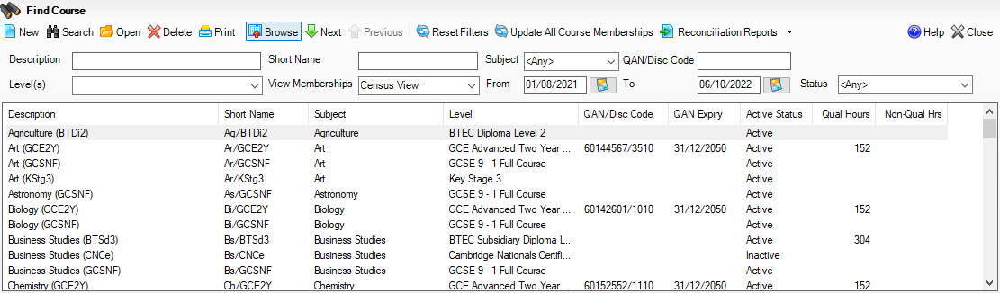 Find Course
New Search Open Delete Print Browse Next Previous Reset Filters Update All Course Memberships Reconciliation Reports Help Close
Description Short Name Subject <Any> QAN/Disc Code
Level(s) View Memberships Census View From 01/08/2021 To 06/10/2022 Status <Any>
Description Short Name Subject Level QAN/Disc Code QAN Expiry Active Status Qual Hours Non-Qual Hrs
Agriculture (BTDi2) Ag/BTDi2 Agriculture BTEC Diploma Level 2 Active
Art (GCE2Y) Ar/GCE2Y Art GCE Advanced Two Year ... 60144567/3510 31/12/2050 Active 152
Art (GCSNF) Ar/GCSNF Art GCSE 9 - 1 Full Course Active
Art (KStg3) Ar/KStg3 Art Key Stage 3 Active
Astronomy (GCSNF) As/GCSNF Astronomy GCSE 9 - 1 Full Course Active
Biology (GCE2Y) Bi/GCE2Y Biology GCE Advanced Two Year ... 60142601/1010 31/12/2050 Active 152
Biology (GCSNF) Bi/GCSNF Biology GCSE 9 - 1 Full Course Active
Business Studies (BTSd3) Bs/BTSd3 Business Studies BTEC Subsidiary Diploma L... Active 304
Business Studies (CNCe) Bs/CNCe Business Studies Cambridge Nationals Certifi... Inactive
Business Studies (GCSNF) Bs/GCSNF Business Studies GCSE 9 - 1 Full Course Active
Chemistry (GCE2Y) Ch/GCE2Y Chemistry GCE Advanced Two Year ... 60152552/1110 31/12/2050 Active 152